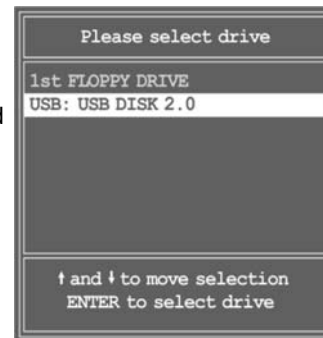 Please select drive
1st FLOPPY DRIVE
USB: USB DISK 2.0
↑ and ↓ to move selection
ENTER to select drive